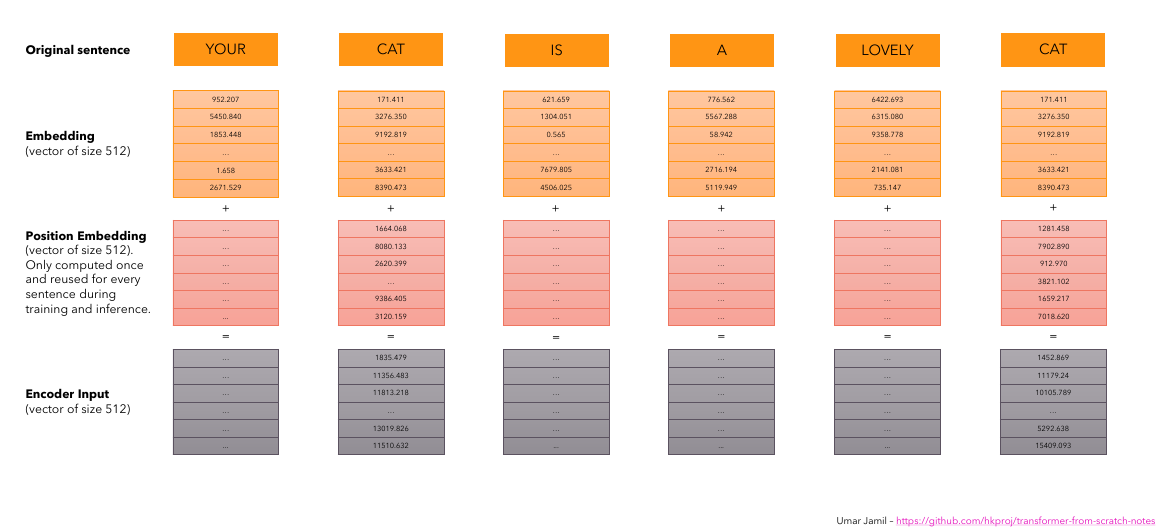 Original sentence YOUR CAT IS A LOVELY CAT
952.207 171.411 621.659 776.562 6422.693 171.411
5450.840 3276.350 1304.051 5567.288 6315.080 3276.350
Embedding 1853.448 9192.819 0.565 58.942 9358.778 9192.819
(vector of size 512) ... ... ... ... ... ...
1.658 3633.421 7679.805 2716.194 2141.081 3633.421
2671.529 8390.473 4506.025 5119.949 735.147 8390.473
+ + + + + +
... 1664.068 ... ... ... 1281.458
Position Embedding
(vector of size 512). ... 8080.133 ... ... ... 7902.890
Only computed once ... 2620.399 ... ... ... 912.970
and reused for every ... ... ... ... ... 3821.102
sentence during ... 9386.405 ... ... ... 1659.217
training and inference. ... 3120.159 ... ... ... 7018.620
= = = = = =
... 1835.479 ... ... ... 1452.869
... 11356.483 ... ... ... 11179.24
Encoder Input ... 11813.218 ... ... ... 10105.789
(vector of size 512) ... ... ... ... ... ...
... 13019.826 ... ... ... 5292.638
... 11510.632 ... ... ... 15409.093
Umar Jamil – https://github.com/hkproj/transformer-from-scratch-notes